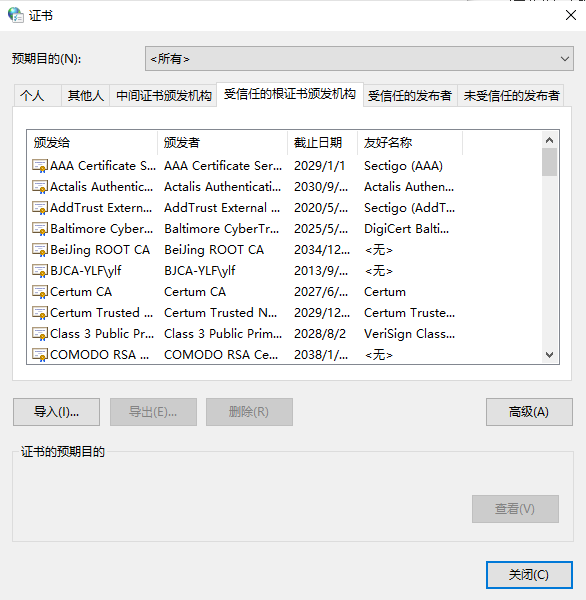 证书
预期目的(N): <所有>
个人 其他人 中间证书颁发机构 受信任的根证书颁发机构 受信任的发布者 未受信任的发布者
颁发给 颁发者 截止日期 友好名称
AAA Certificate S... AAA Certificate Ser... 2029/1/1 Sectigo (AAA)
Actalis Authentic... Actalis Authenticati... 2030/9/... Actalis Authen...
AddTrust Extern... AddTrust External ... 2020/5/... Sectigo (AddT...
Baltimore Cyber... Baltimore CyberTr... 2025/5/... DigiCert Balti...
BeiJing ROOT CA BeiJing ROOT CA 2034/12... <无>
BJCA-YLF\ylf BJCA-YLF\ylf 2013/9/... <无>
Certum CA Certum CA 2027/6/... Certum
Certum Trusted ... Certum Trusted N... 2029/12... Certum Truste...
Class 3 Public Pr... Class 3 Public Prim... 2028/8/2 VeriSign Class...
COMODO RSA ... COMODO RSA Ce... 2038/1/... <无>
导入(I)... 导出(E)... 删除(R) 高级(A)
证书的预期目的
查看(V)
关闭(C)